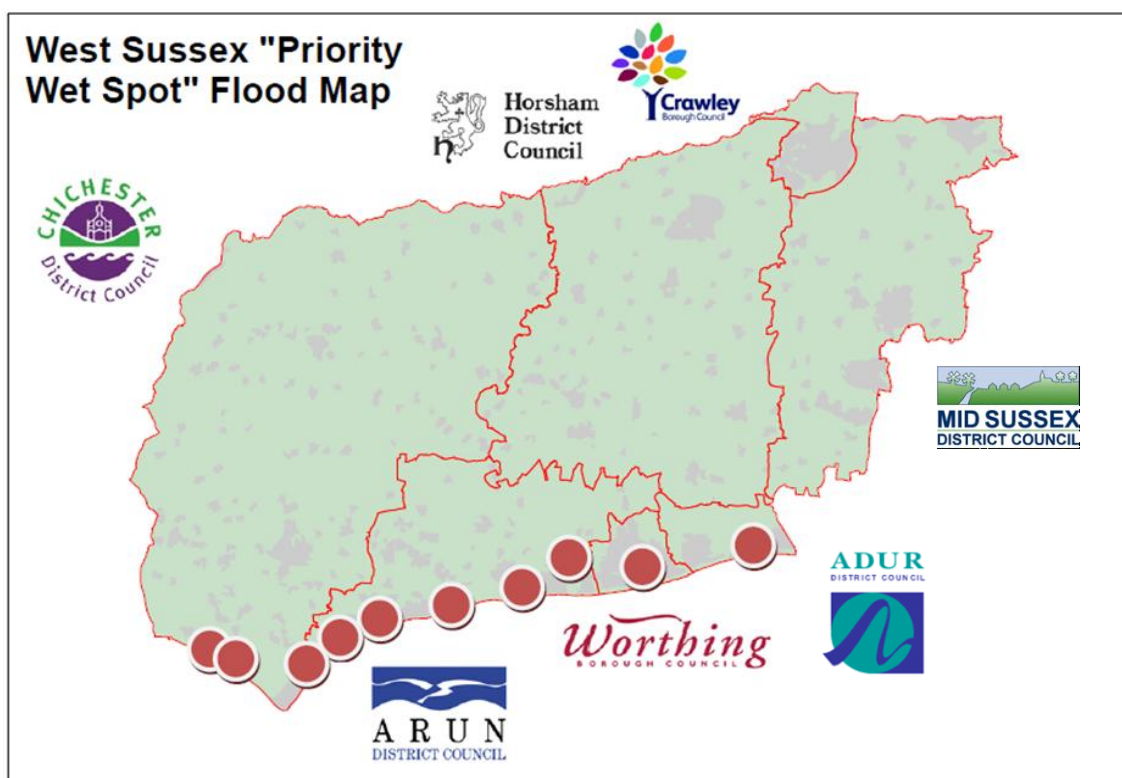 West Sussex "Priority
Wet Spot" Flood Map
Horsham
District
Council
Crawley
Borough Council
CHICHESTER
District Council
MID SUSSEX
DISTRICT COUNCIL
ADUR
DISTRICT COUNCIL
Worthing
BOROUGH COUNCIL
ARUN
DISTRICT COUNCIL